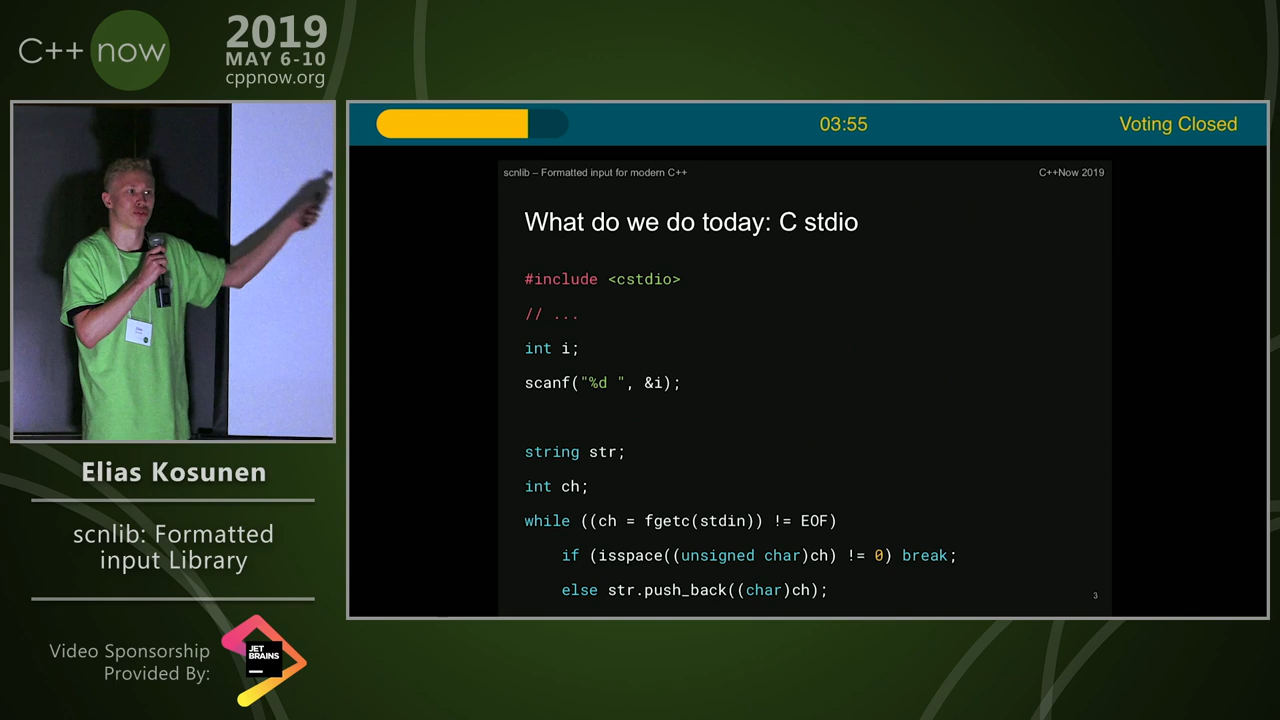 C++ now
2019
MAY 6-10
cppnow.org
03:55
Voting Closed
scnlib – Formatted input for modern C++
C++Now 2019
What do we do today: C stdio
#include <cstdio>
// ...
int i;
scanf("%d ", &i);
string str;
int ch;
while ((ch = fgetc(stdin)) != EOF)
if (isspace((unsigned char)ch) != 0) break;
else str.push_back((char)ch);
3
Elias Kosunen
scnlib: Formatted
input Library
Video Sponsorship
Provided By:
JET
BRAINS